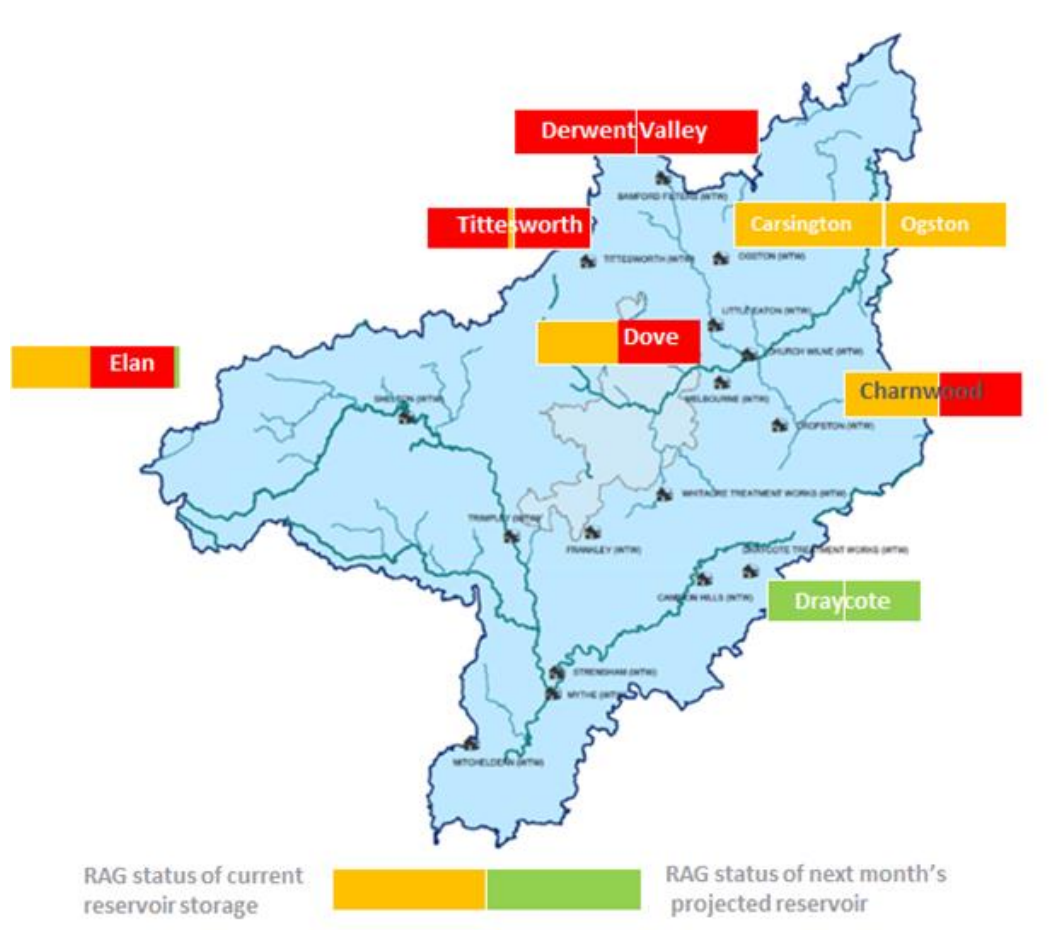 Derwent Valley
BAMFORD FILTERS (WTW)
Tittesworth
Carsington
Ogston
TITTESWORTH (WTW)
OGSTON (WTW)
LITTLE EATON (WTW)
Dove
CHURCH WILNE (WTW)
Elan
MELBOURNE (WTW)
Charnwood
SHELTON (WTW)
CROPSTON (WTW)
WHITACRE TREATMENT WORKS (WTW)
TRIMPLEY (WTW)
FRANKLEY (WTW)
DRAYCOTE TREATMENT WORKS (WTW)
CAMPION HILLS (WTW)
Draycote
STRENSHAM (WTW)
MYTHE (WTW)
MITCHELDEAN (WTW)
RAG status of current
reservoir storage
RAG status of next month's
projected reservoir